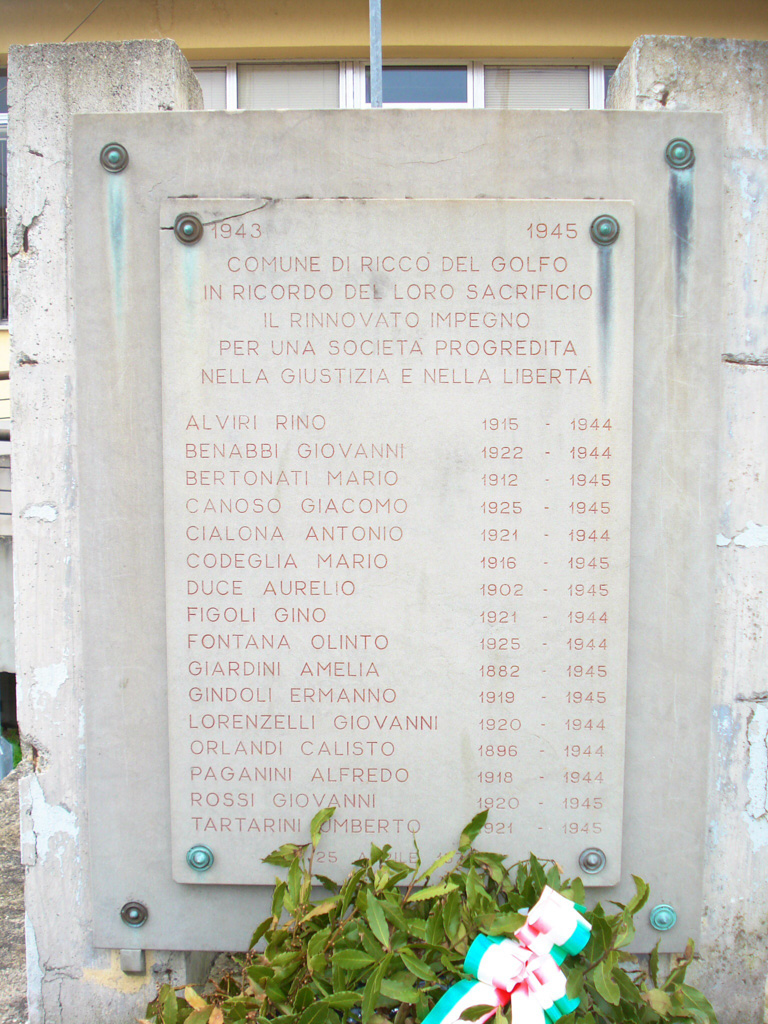 1943 1945
COMUNE DI RICCO' DEL GOLFO
IN RICORDO DEL LORO SACRIFICIO
IL RINNOVATO IMPEGNO
PER UNA SOCIETA' PROGREDITA
NELLA GIUSTIZIA E NELLA LIBERTA'
ALVIRI RINO 1915 - 1944
BENABBI GIOVANNI 1922 - 1944
BERTONATI MARIO 1912 - 1945
CANOSO GIACOMO 1925 - 1945
CIALONA ANTONIO 1921 - 1944
CODEGLIA MARIO 1916 - 1945
DUCE AURELIO 1902 - 1945
FIGOLI GINO 1921 - 1944
FONTANA OLINTO 1925 - 1944
GIARDINI AMELIA 1882 - 1945
GINDOLI ERMANNO 1919 - 1945
LORENZELLI GIOVANNI 1920 - 1944
ORLANDI CALISTO 1896 - 1944
PAGANINI ALFREDO 1918 - 1944
ROSSI GIOVANNI 1920 - 1945
TARTARINI UMBERTO 1921 - 1945
25 APRILE